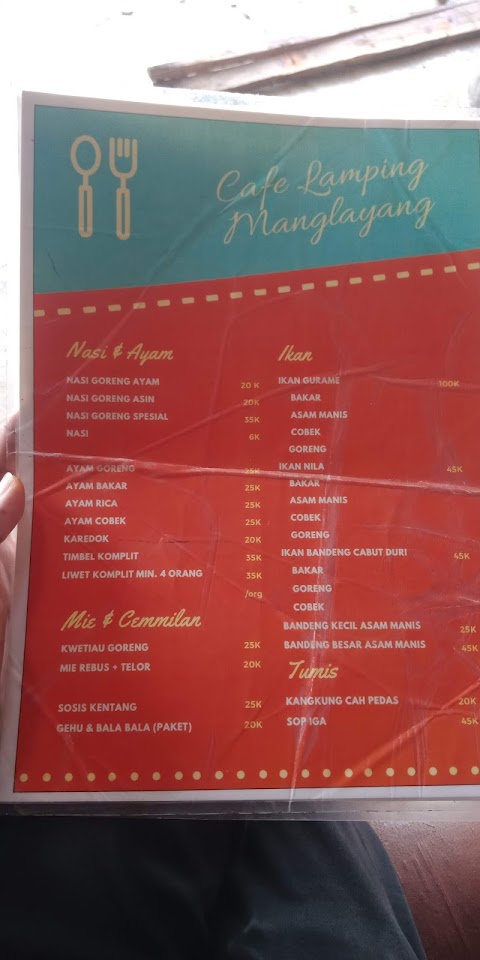 Cafe Lamping
Manglayang
Nasi & Ayam
NASI GORENG AYAM 20 K
NASI GORENG ASIN 20K
NASI GORENG SPESIAL 35K
NASI 6K
AYAM GORENG 25K
AYAM BAKAR 25K
AYAM RICA 25K
AYAM COBEK 25K
KAREDOK 20K
TIMBEL KOMPLIT 35K
LIWET KOMPLIT MIN. 4 ORANG 35K
/org
Mie & Cemmilan
KWETIAU GORENG 25K
MIE REBUS + TELOR 20K
SOSIS KENTANG 25K
GEHU & BALA BALA (PAKET) 20K
Ikan
IKAN GURAME 100K
BAKAR
ASAM MANIS
COBEK
GORENG
IKAN NILA 45K
BAKAR
ASAM MANIS
COBEK
GORENG
IKAN BANDENG CABUT DURI 45K
BAKAR
GORENG
COBEK
BANDENG KECIL ASAM MANIS 25K
BANDENG BESAR ASAM MANIS 45K
Tumis
KANGKUNG CAH PEDAS 20K
SOP IGA 45K